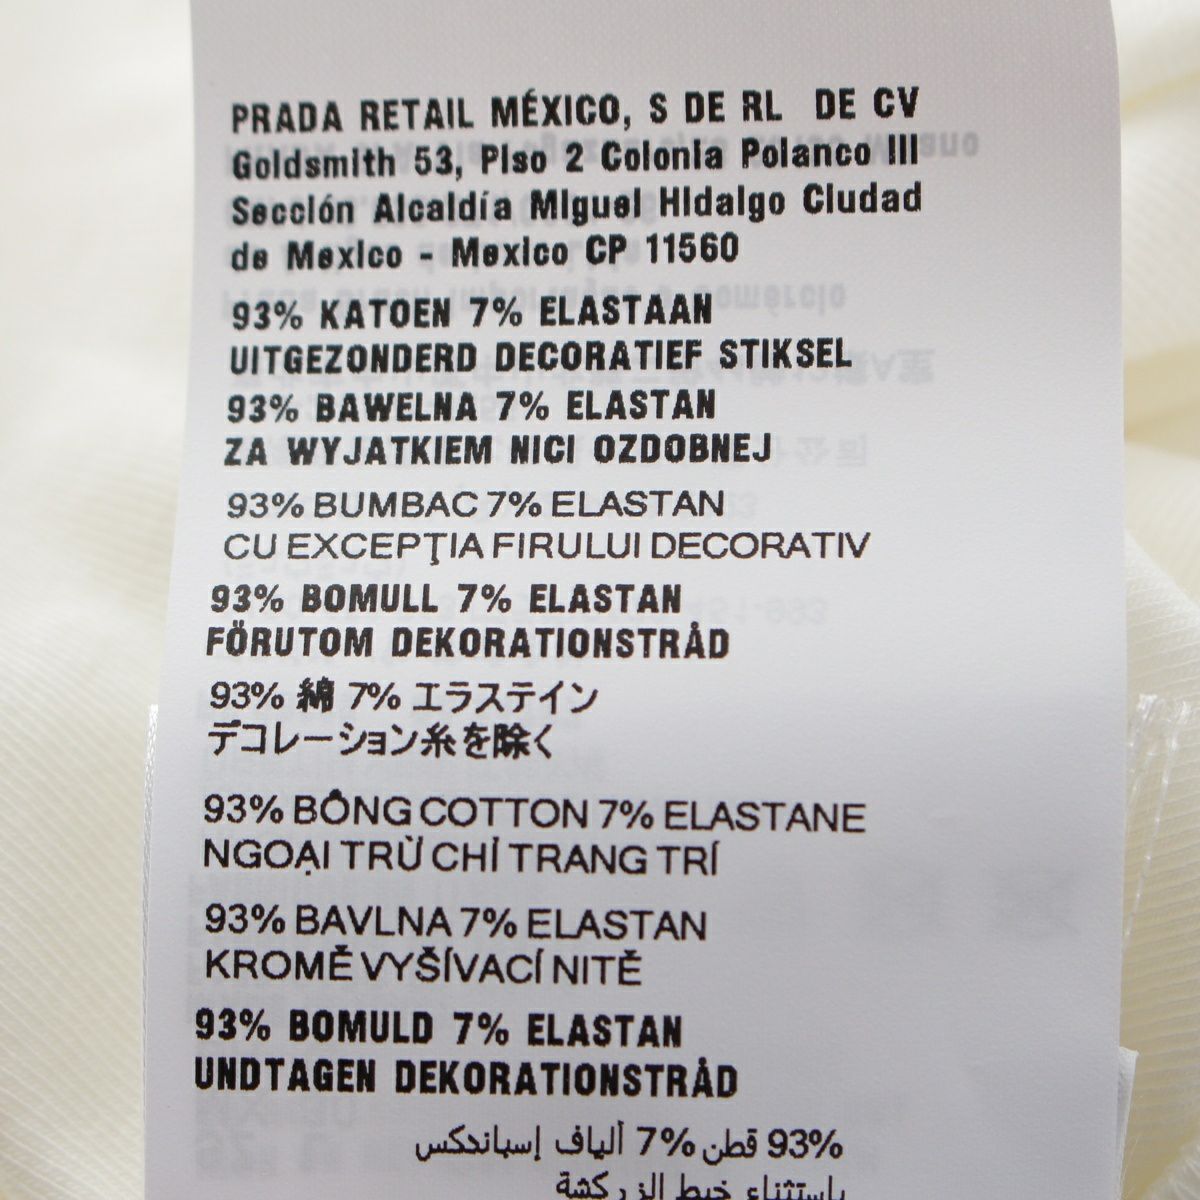 PRADA RETAIL MÉXICO, S DE RL DE CV
Goldsmith 53, Piso 2 Colonia Polanco III
Sección Alcaldía Miguel Hidalgo Ciudad
de Mexico - Mexico CP 11560
93% KATOEN 7% ELASTAAN
UITGEZONDERD DECORATIEF STIKSEL
93% BAWELNA 7% ELASTAN
ZA WYJATKIEM NICI OZDOBNEJ
93% BUMBAC 7% ELASTAN
CU EXCEPŢIA FIRULUI DECORATIV
93% BOMULL 7% ELASTAN
FÖRUTOM DEKORATIONSTRÅD
93% 綿 7% エラステイン
デコレーション糸を除く
93% BÔNG COTTON 7% ELASTANE
NGOẠI TRỪ CHỈ TRANG TRÍ
93% BAVLNA 7% ELASTAN
KROMĚ VYŠÍVACÍ NITĚ
93% BOMULD 7% ELASTAN
UNDTAGEN DEKORATIONSTRÅD
93% قطن 7% ألياف إسباندكس
باستثناء خيط الزركشة